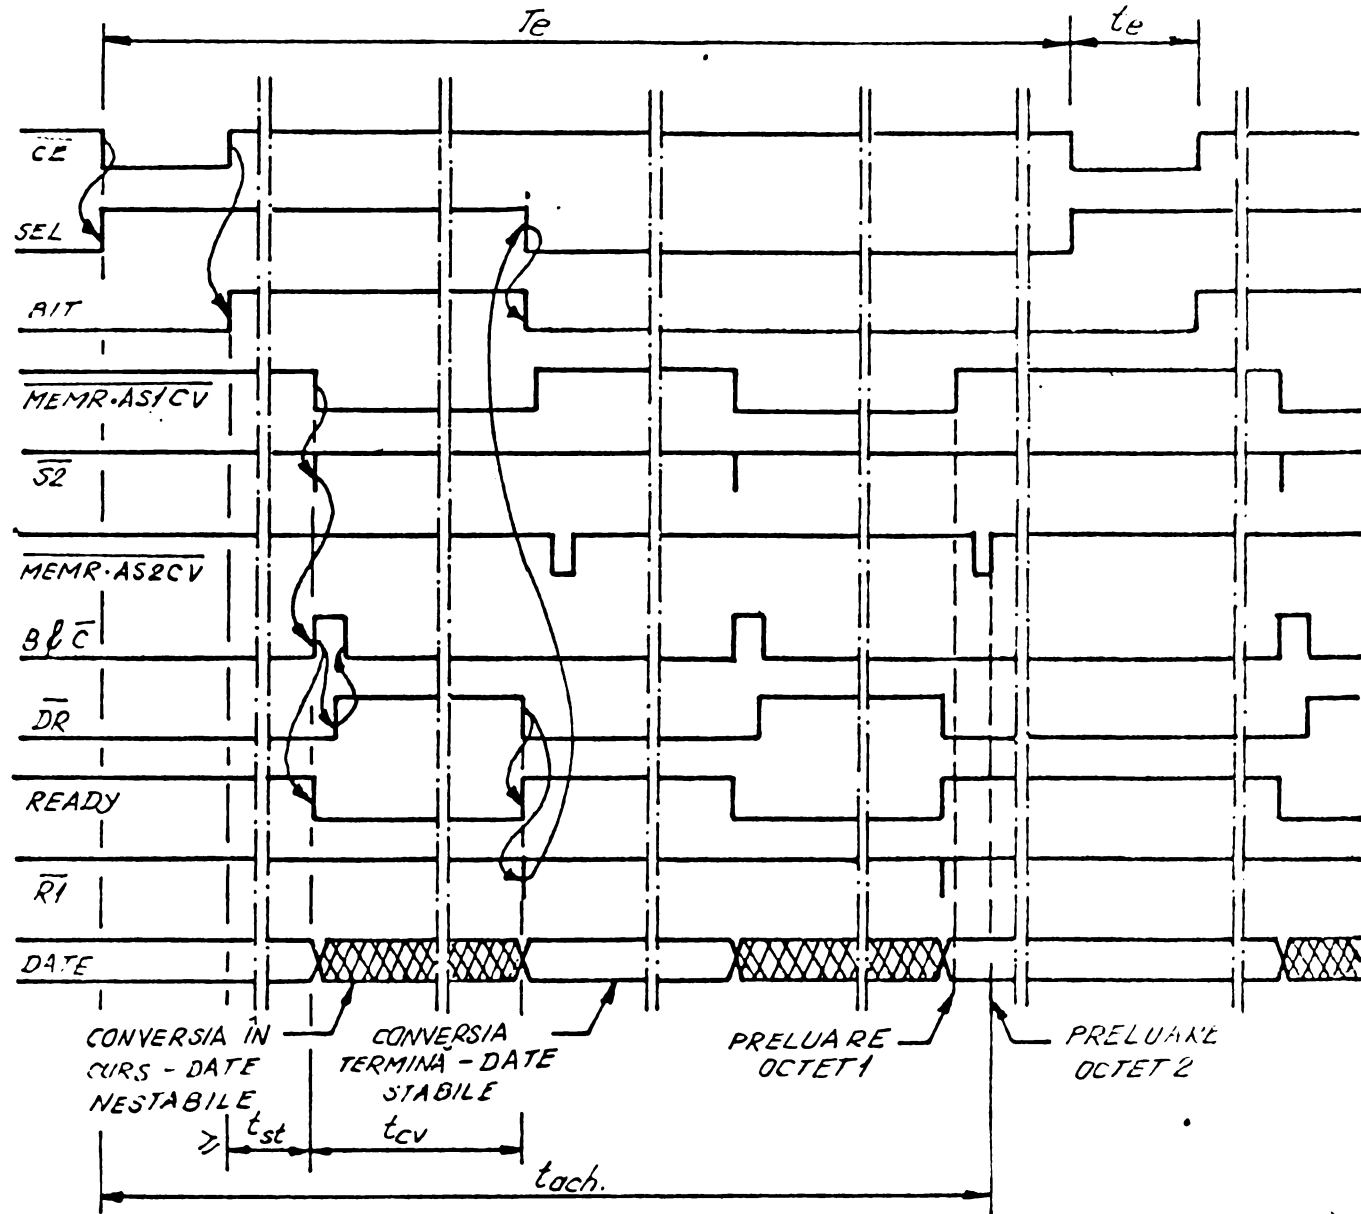 Te
te
CE
SEL
BIT
MEMR·AS1CV
S2
MEMR·AS2CV
B & C
DR
READY
R1
DATE
CONVERSIA ÎN
CURS - DATE
NESTABILE
CONVERSIA
TERMINĂ - DATE
STABILE
PRELUARE
OCTET 1
PRELUARE
OCTET 2
≥
tst
tcv
tach.